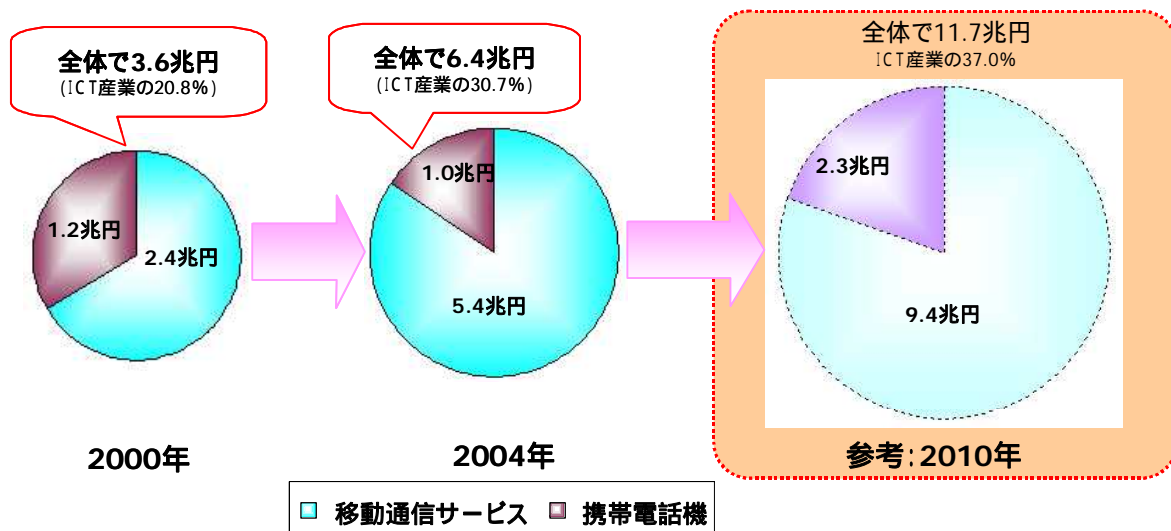 全体で3.6兆円
(ICT産業の20.8%)
1.2兆円
2.4兆円
2000年
全体で6.4兆円
(ICT産業の30.7%)
1.0兆円
5.4兆円
2004年
全体で11.7兆円
ICT産業の37.0%
2.3兆円
9.4兆円
参考:2010年
移動通信サービス 携帯電話機